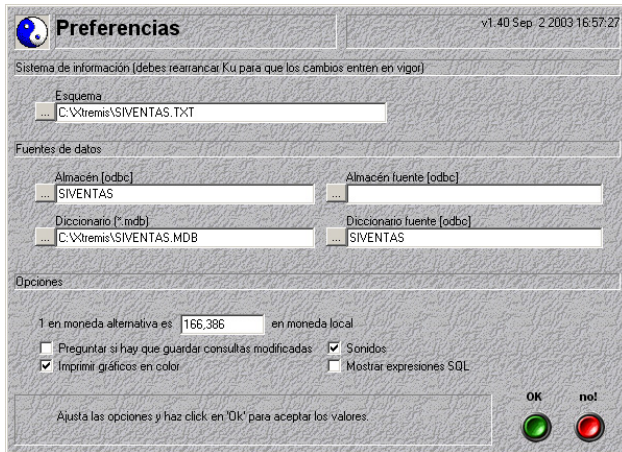 Preferencias
v1.40 Sep 2 2003 16:57:27
Sistema de información (debes rearrancar Ku para que los cambios entren en vigor)
Esquema
... C:\Xtremis\SIVENTAS.TXT
Fuentes de datos
Almacén [odbc] Almacén fuente [odbc]
... SIVENTAS ...
Diccionario (*.mdb) Diccionario fuente [odbc]
... C:\Xtremis\SIVENTAS.MDB ... SIVENTAS
Opciones
1 en moneda alternativa es 166,386 en moneda local
Preguntar si hay que guardar consultas modificadas Sonidos
Imprimir gráficos en color Mostrar expresiones SQL
OK no!
Ajusta las opciones y haz click en 'Ok' para aceptar los valores.